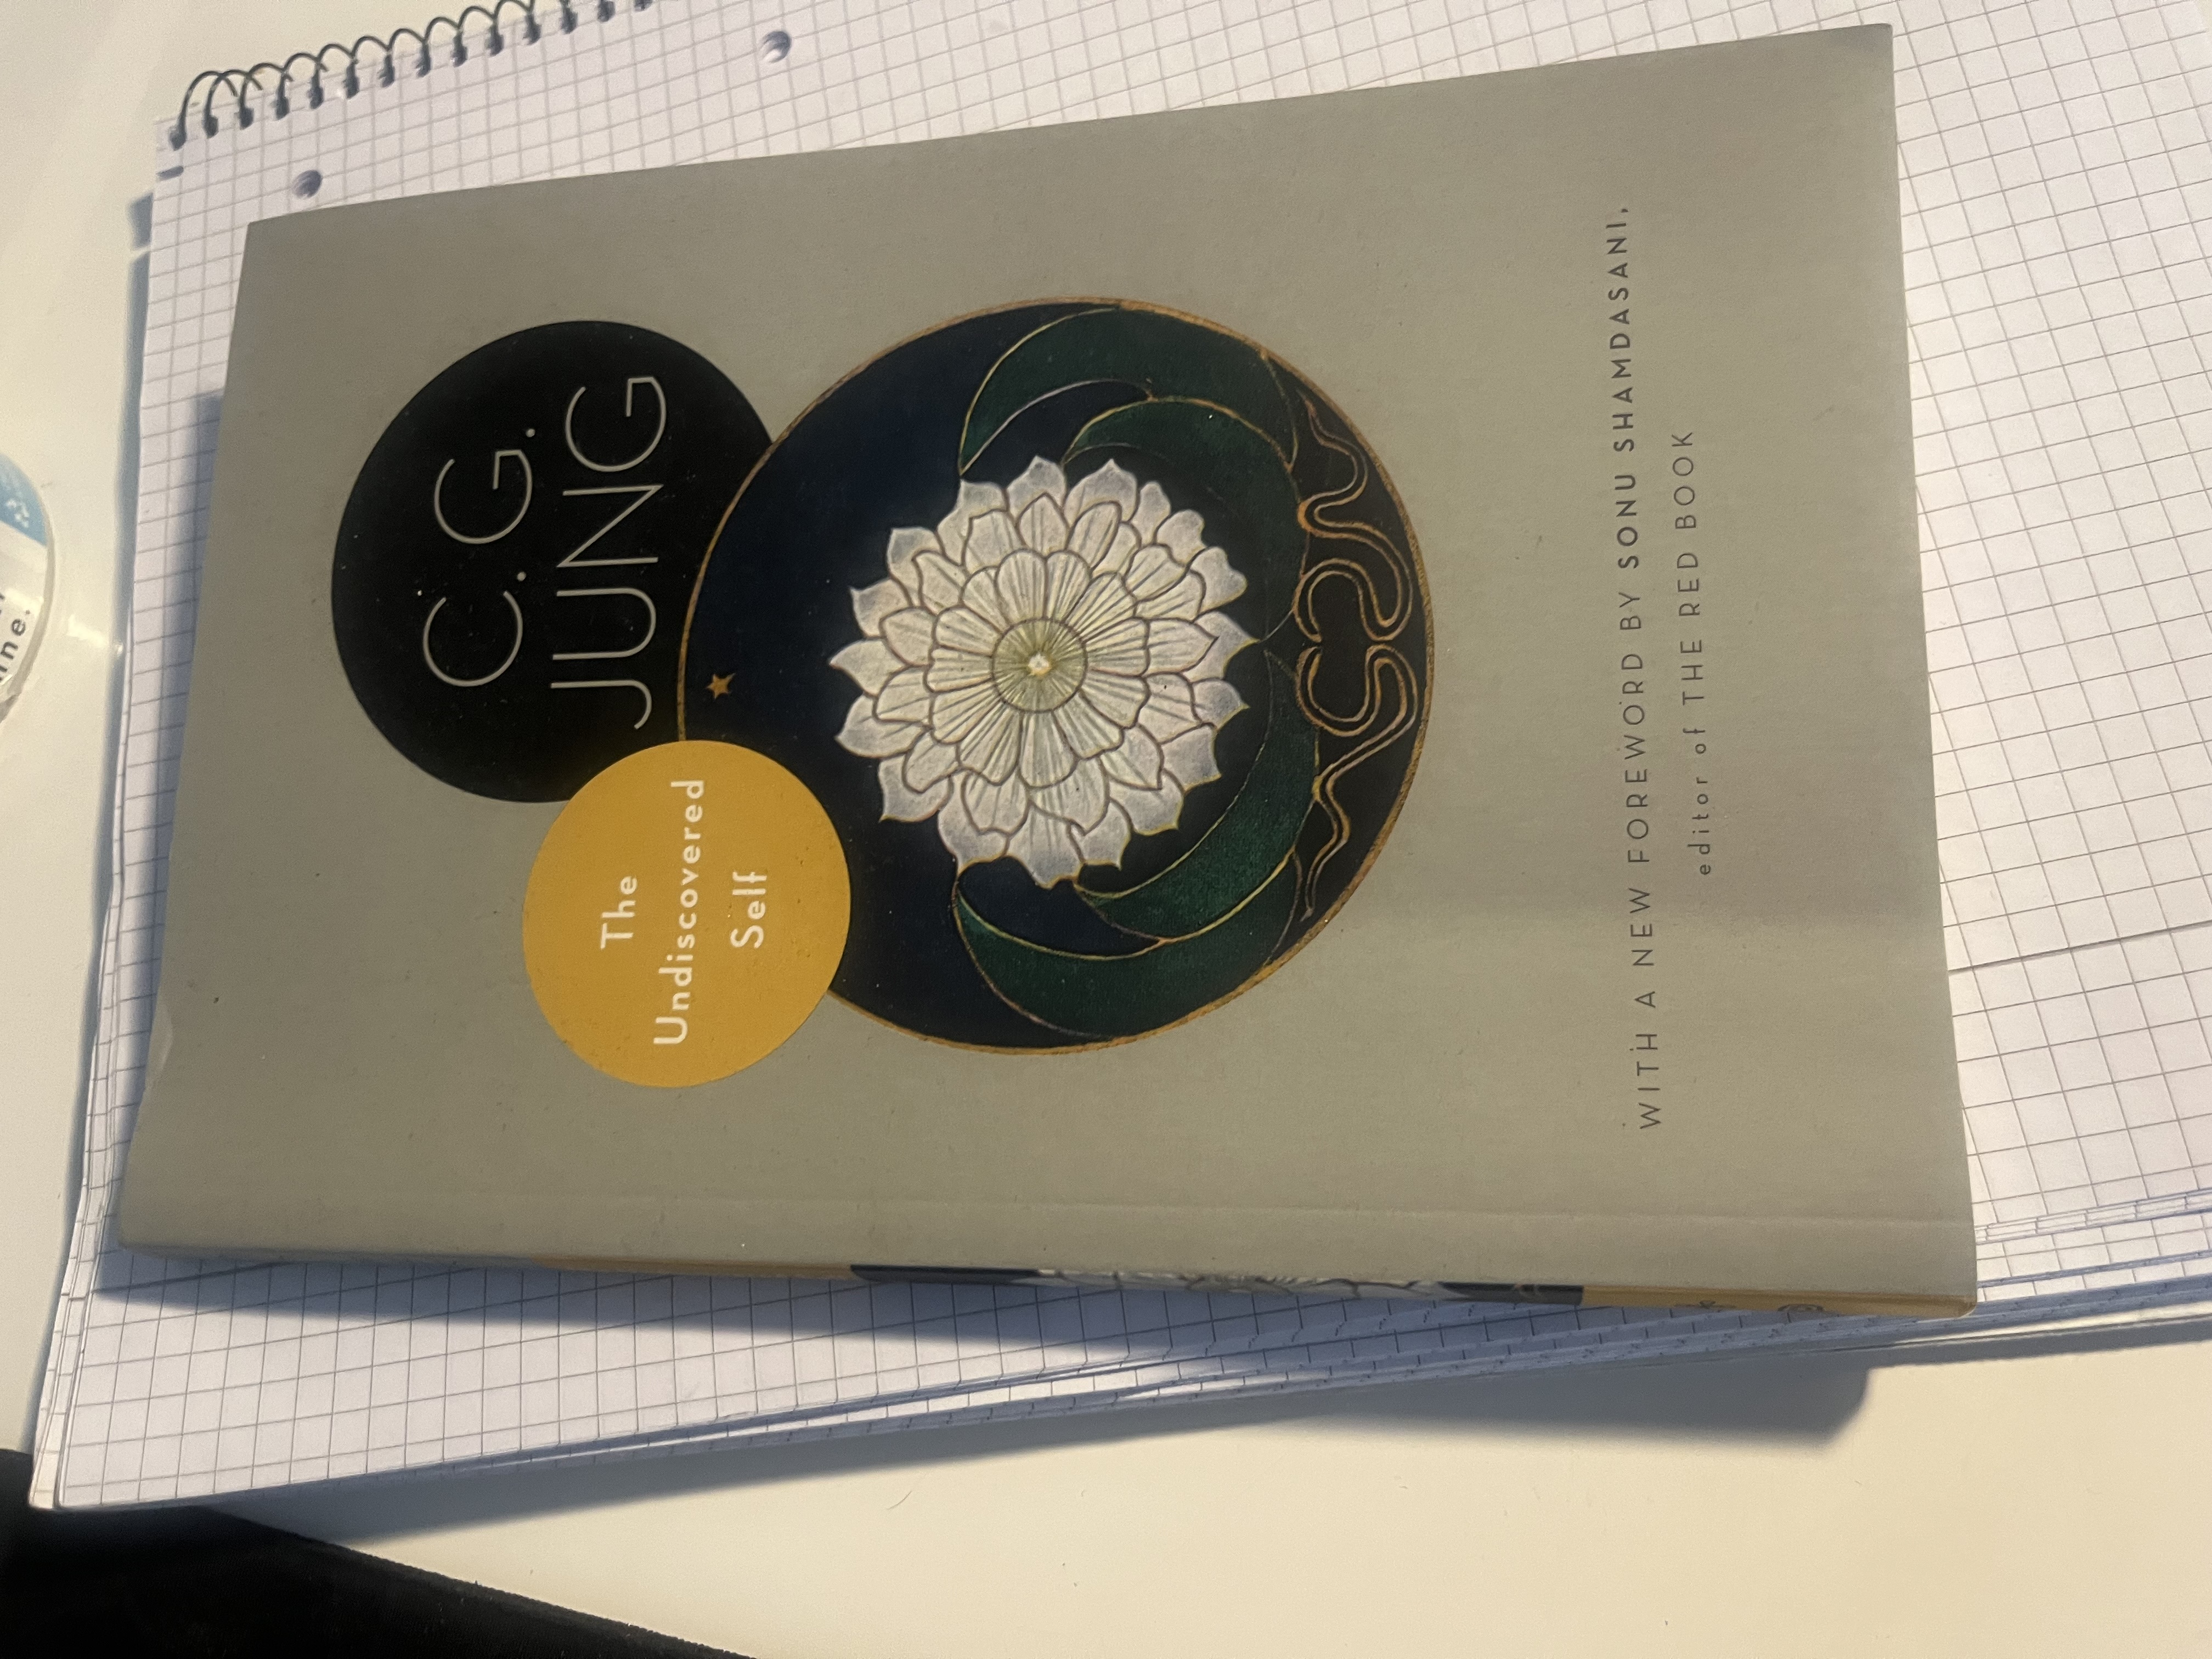 C. G.
JUNG
The
Undiscovered
Self
WITH A NEW FOREWORD BY SONU SHAMDASANI,
editor of THE RED BOOK